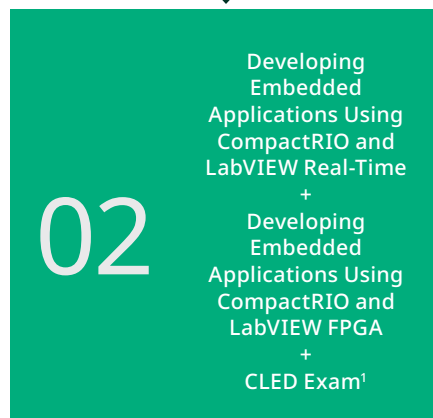 02
Developing
Embedded
Applications Using
CompactRIO and
LabVIEW Real-Time
+
Developing
Embedded
Applications Using
CompactRIO and
LabVIEW FPGA
+
CLED Exam¹